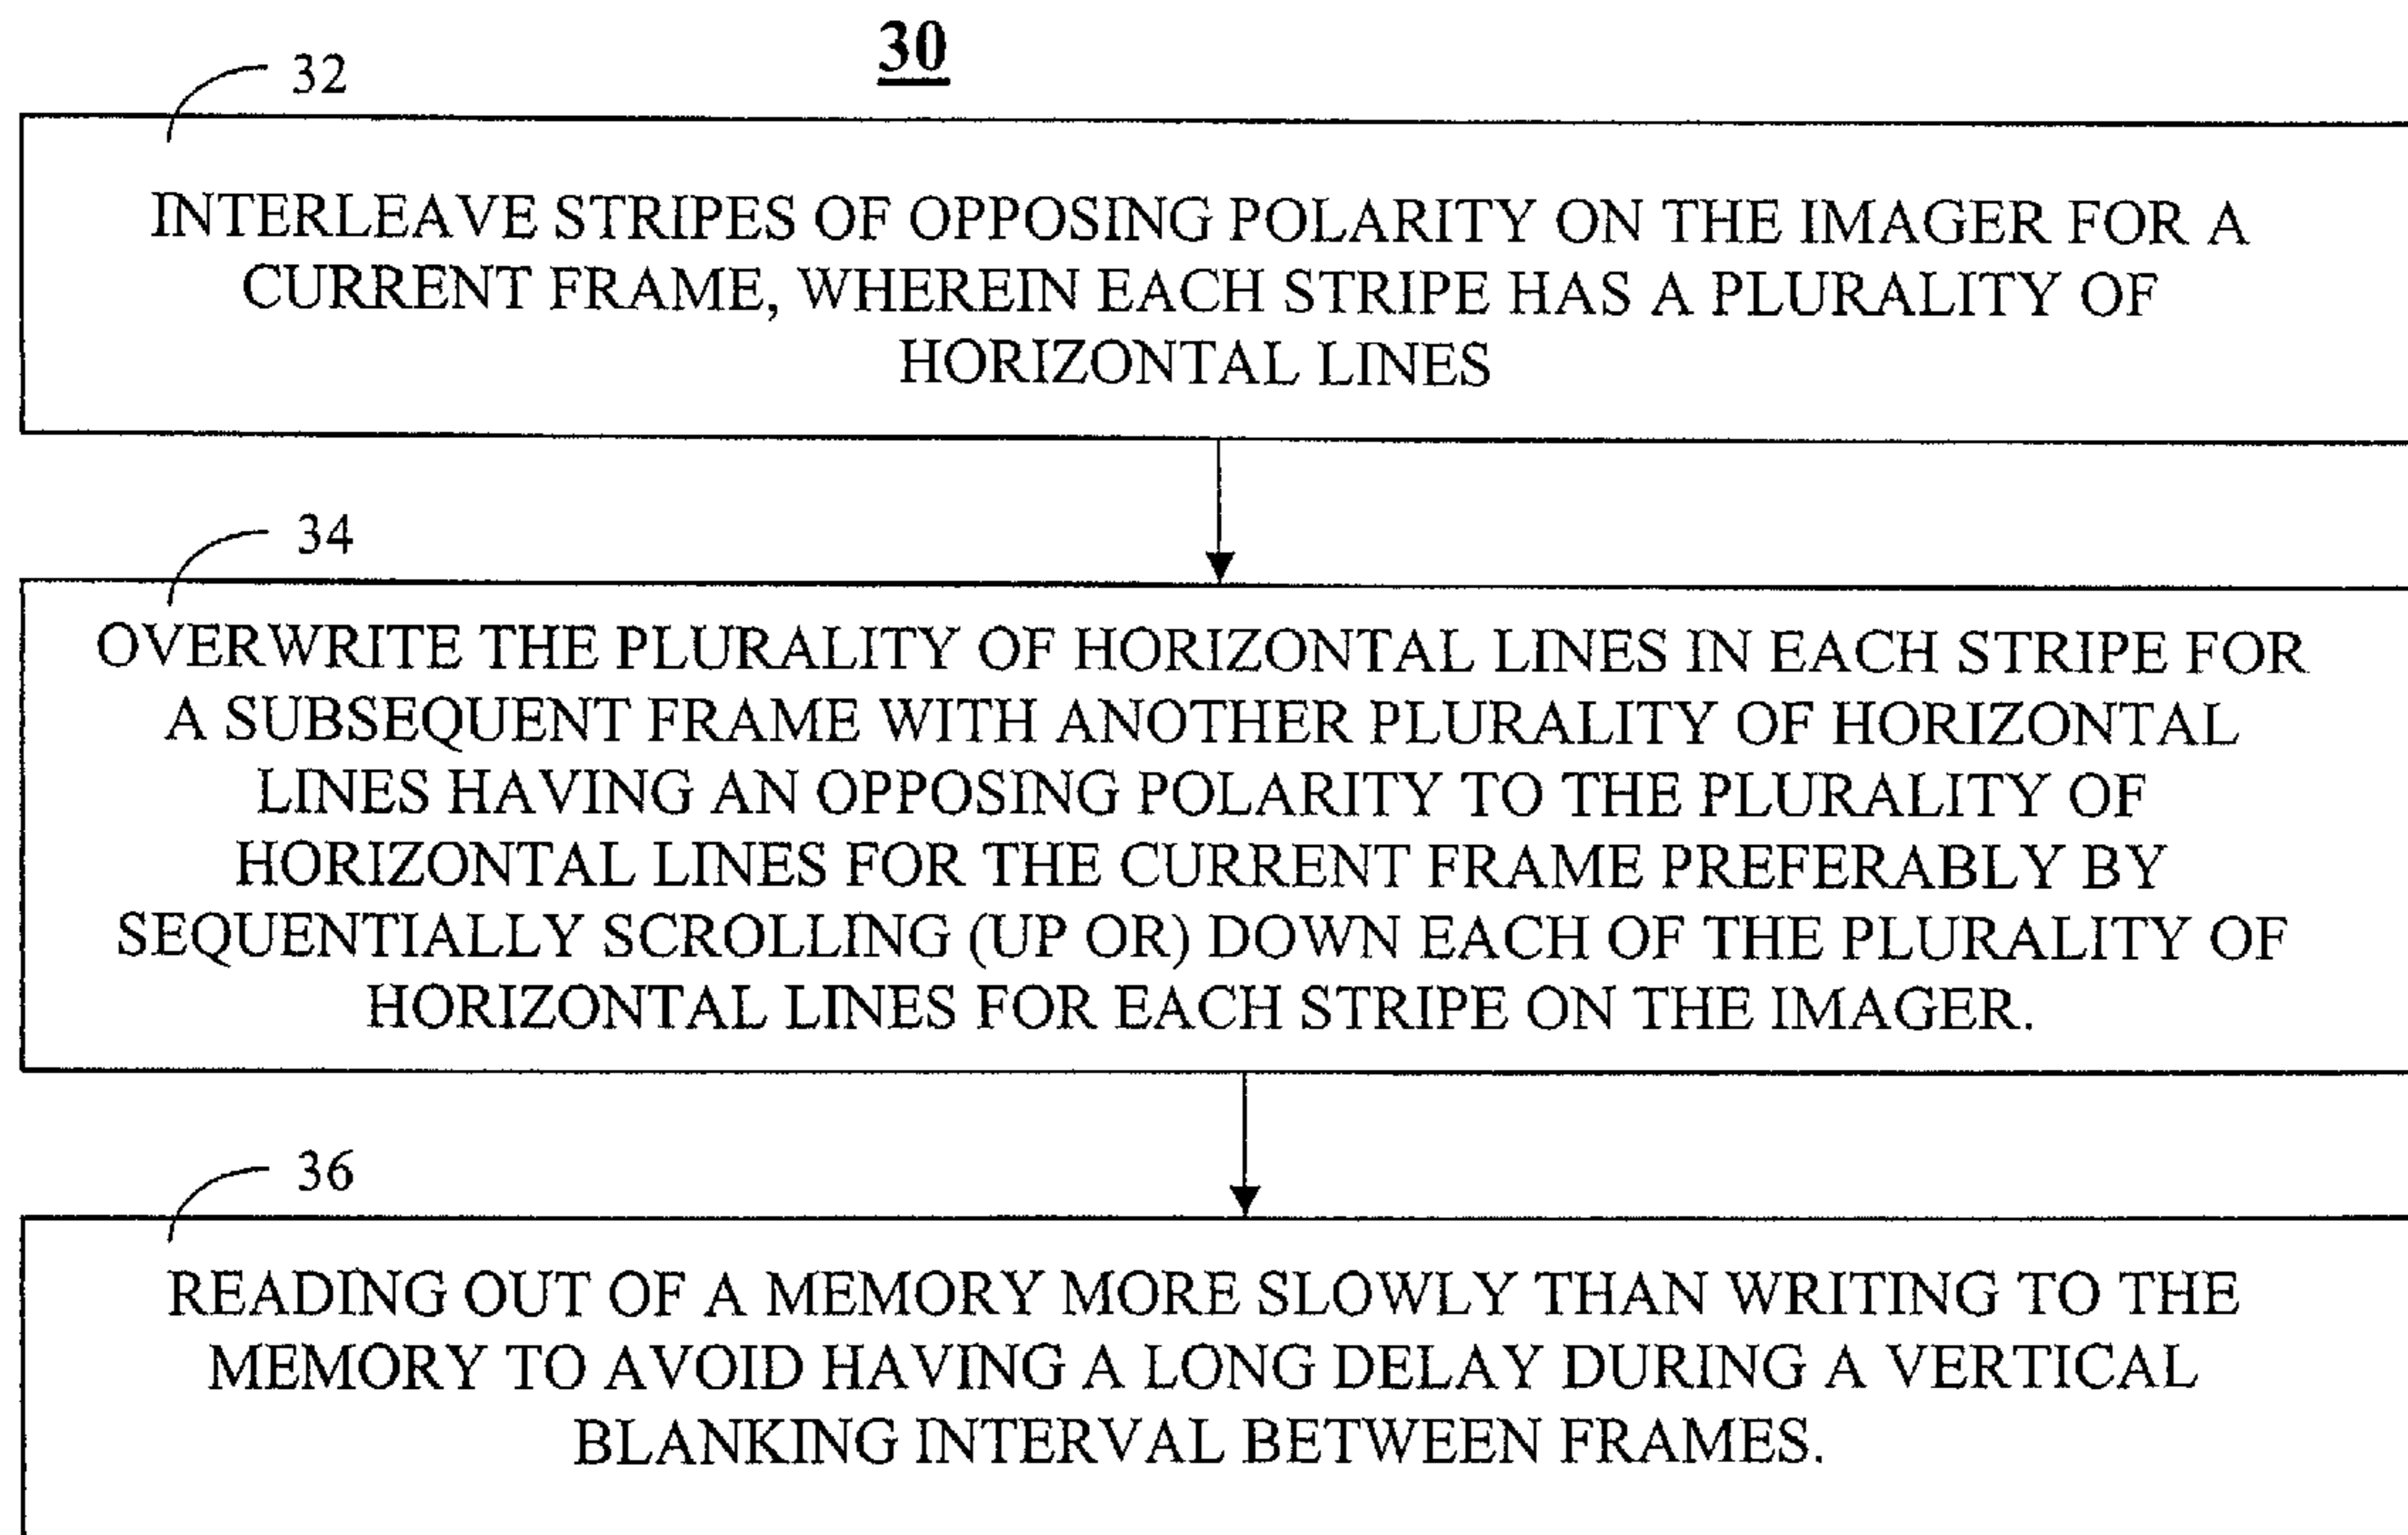 30
32
INTERLEAVE STRIPES OF OPPOSING POLARITY ON THE IMAGER FOR A
CURRENT FRAME, WHEREIN EACH STRIPE HAS A PLURALITY OF
HORIZONTAL LINES
34
OVERWRITE THE PLURALITY OF HORIZONTAL LINES IN EACH STRIPE FOR
A SUBSEQUENT FRAME WITH ANOTHER PLURALITY OF HORIZONTAL
LINES HAVING AN OPPOSING POLARITY TO THE PLURALITY OF
HORIZONTAL LINES FOR THE CURRENT FRAME PREFERABLY BY
SEQUENTIALLY SCROLLING (UP OR) DOWN EACH OF THE PLURALITY OF
HORIZONTAL LINES FOR EACH STRIPE ON THE IMAGER.
36
READING OUT OF A MEMORY MORE SLOWLY THAN WRITING TO THE
MEMORY TO AVOID HAVING A LONG DELAY DURING A VERTICAL
BLANKING INTERVAL BETWEEN FRAMES.